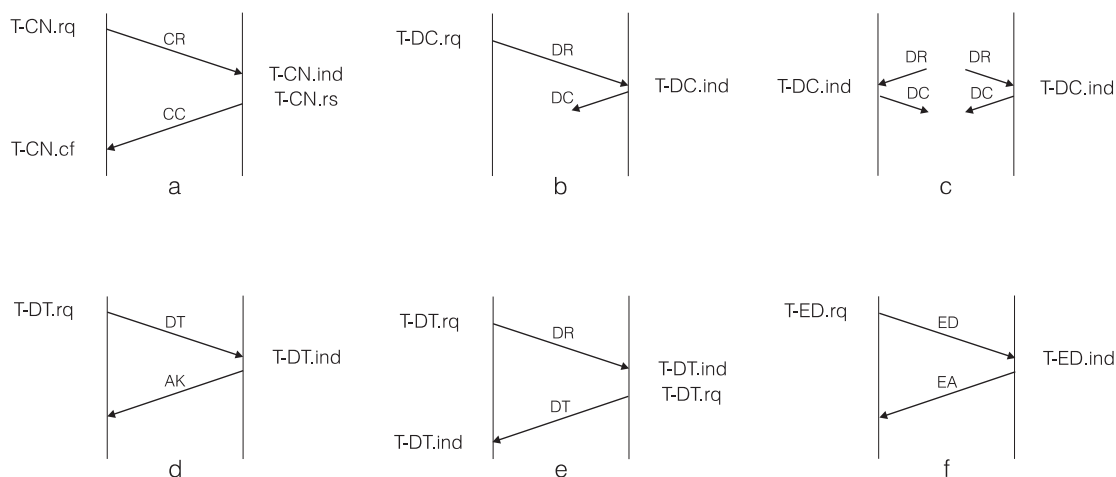 T-CN.rq
CR
T-CN.ind
T-CN.rs
CC
T-CN.cf
a
T-DC.rq
DR
T-DC.ind
DC
b
DR DR
T-DC.ind T-DC.ind
DC DC
c
T-DT.rq
DT
T-DT.ind
AK
d
T-DT.rq
DR
T-DT.ind
T-DT.rq
DT
T-DT.ind
e
T-ED.rq
ED
T-ED.ind
EA
f